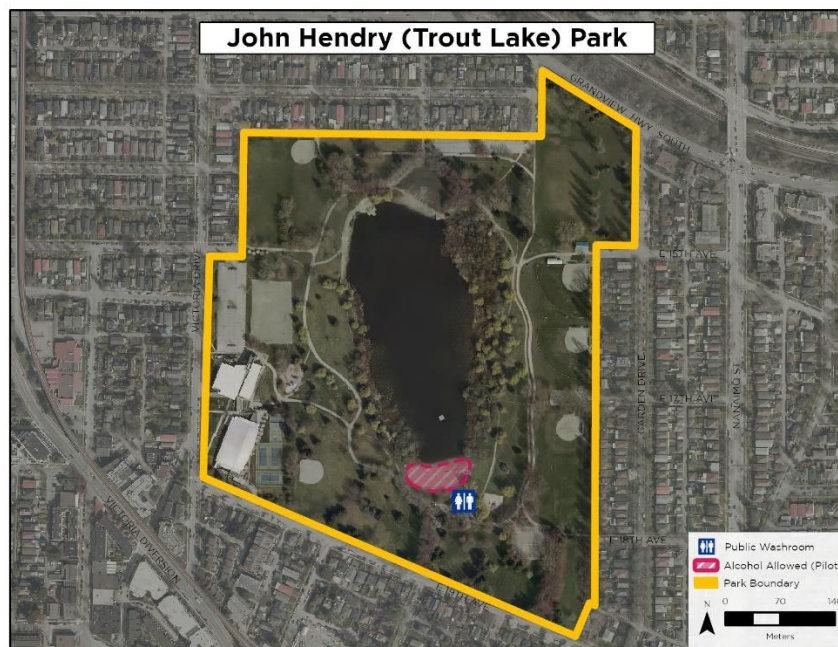 John Hendry (Trout Lake) Park
GRANDVIEW HWY SOUTH
E 15TH AVE
VICTORIA DRIVE
GARDEN DRIVE
NANAIMO ST
E 17TH AVE
E 18TH AVE
VICTORIA DIVERSION
E 19TH AVE
Public Washroom
Alcohol Allowed (Pilot
Park Boundary
N
0 70 140
Meters